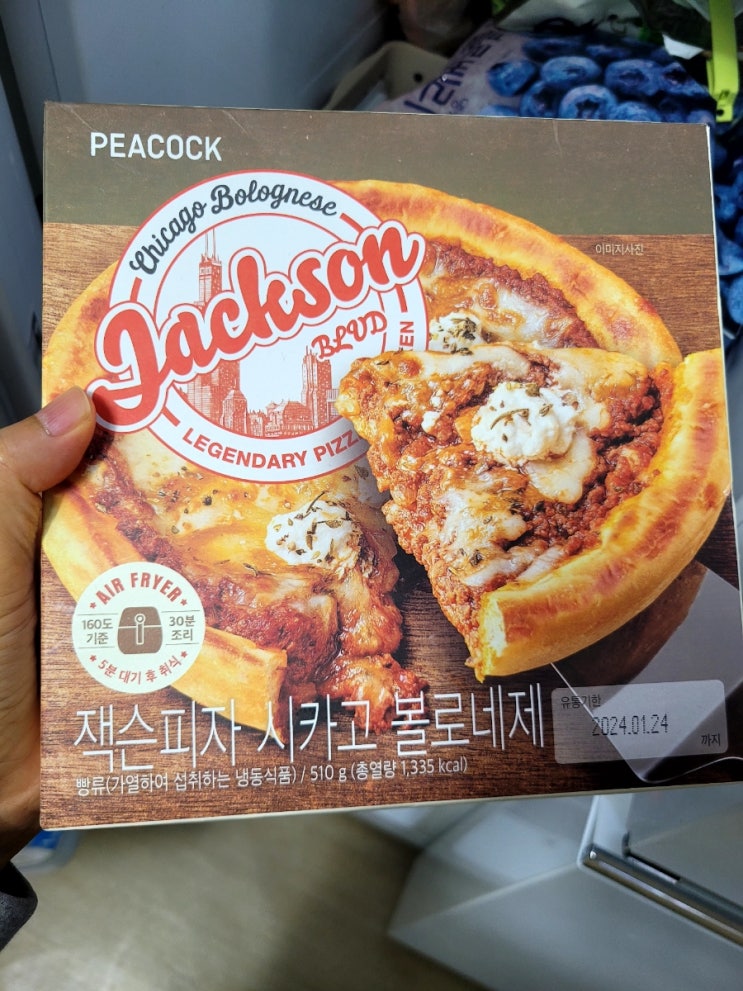 PEACOCK
Chicago Bolognese
Jackson
BLVD
LEGENDARY PIZZ
EN
이미지사진
AIR FRYER
160도
기준
30분
조리
5분 대기 후 취식
잭슨피자 시카고 볼로네제
빵류(가열하여 섭취하는 냉동식품) / 510 g (총열량 1,335 kcal)
유통기한
2024.01.24
까지